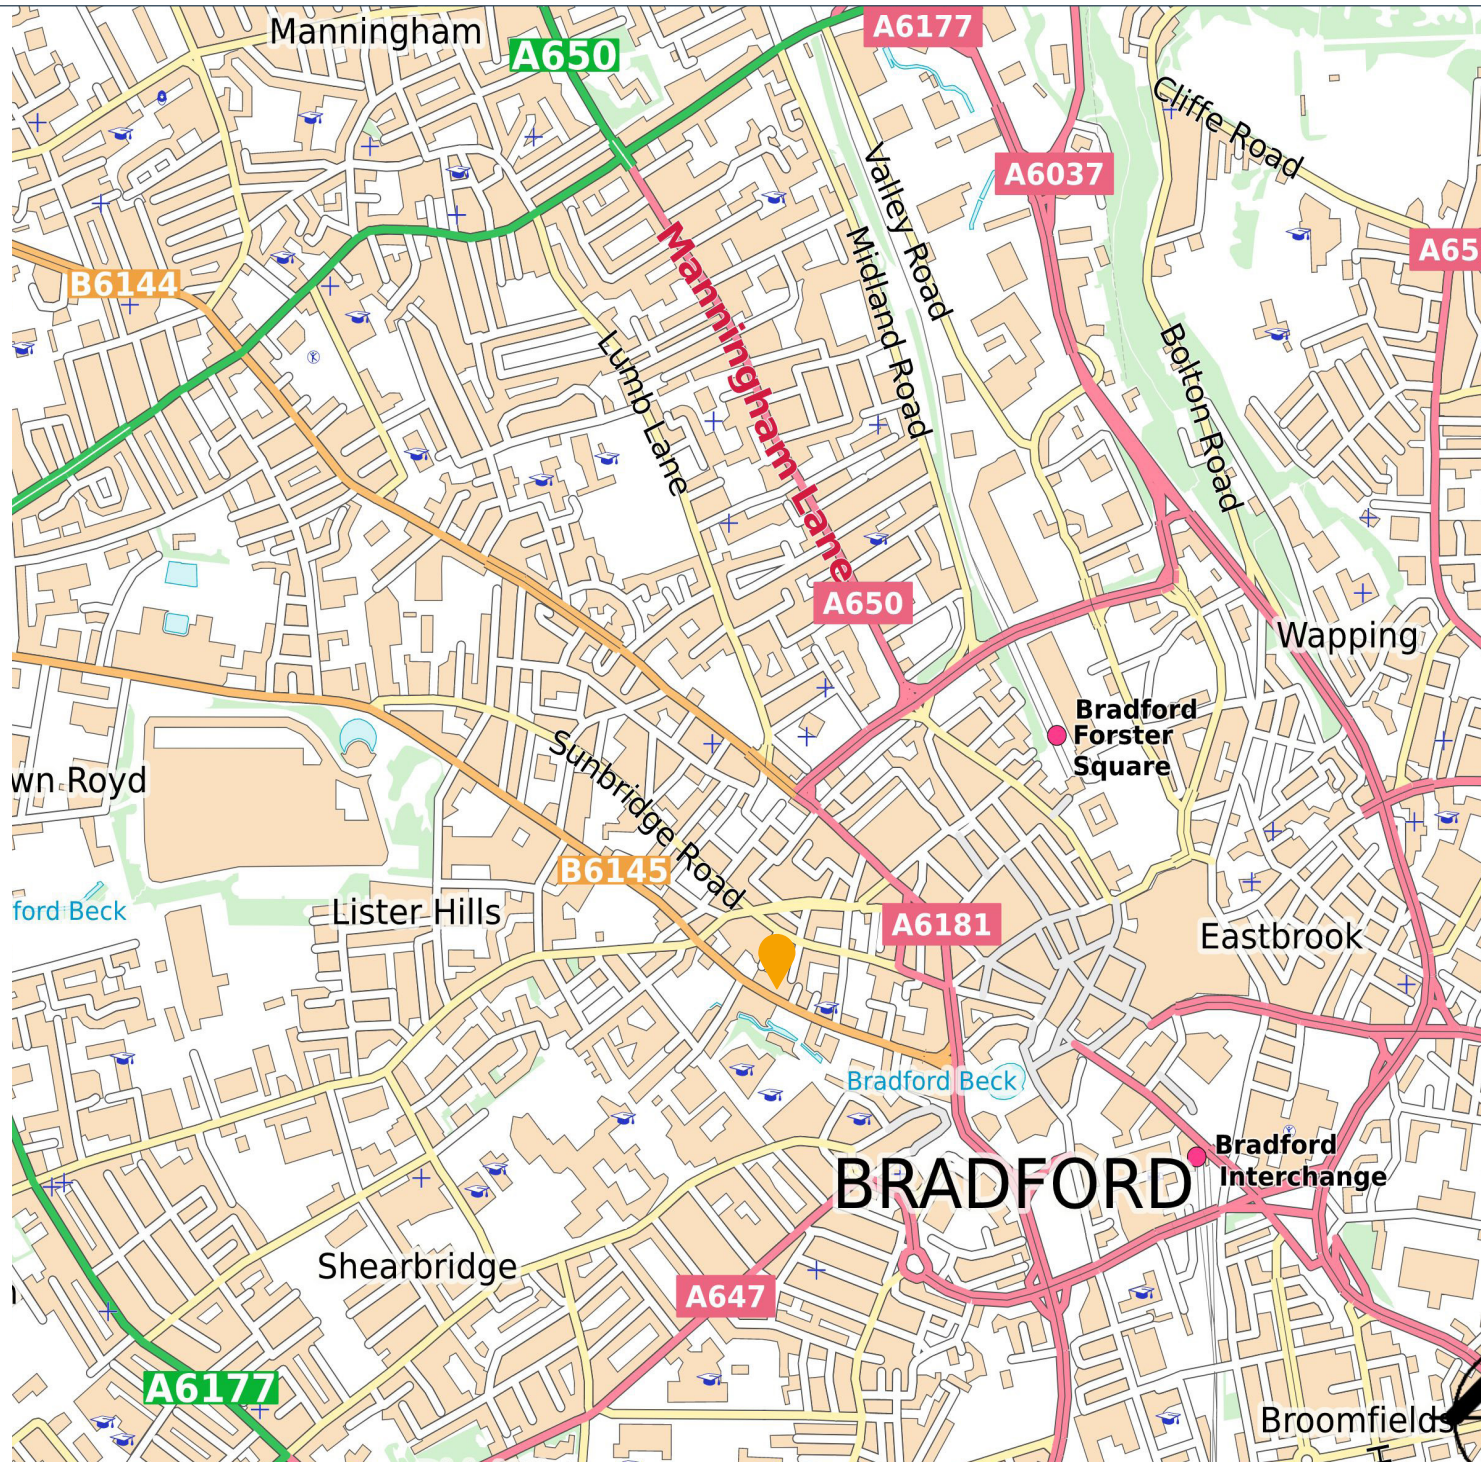 Manningham
A650
A6177
Cliffe Road
A6037
Valley Road
A65
B6144
Manningham Lane
Midland Road
Lumb Lane
Bolton Road
A650
Wapping
Bradford
Forster
Square
Sunbridge Road
wn Royd
B6145
ford Beck
Lister Hills
A6181
Eastbrook
Bradford Beck
BRADFORD
Bradford
Interchange
Shearbridge
A647
A6177
Broomfields